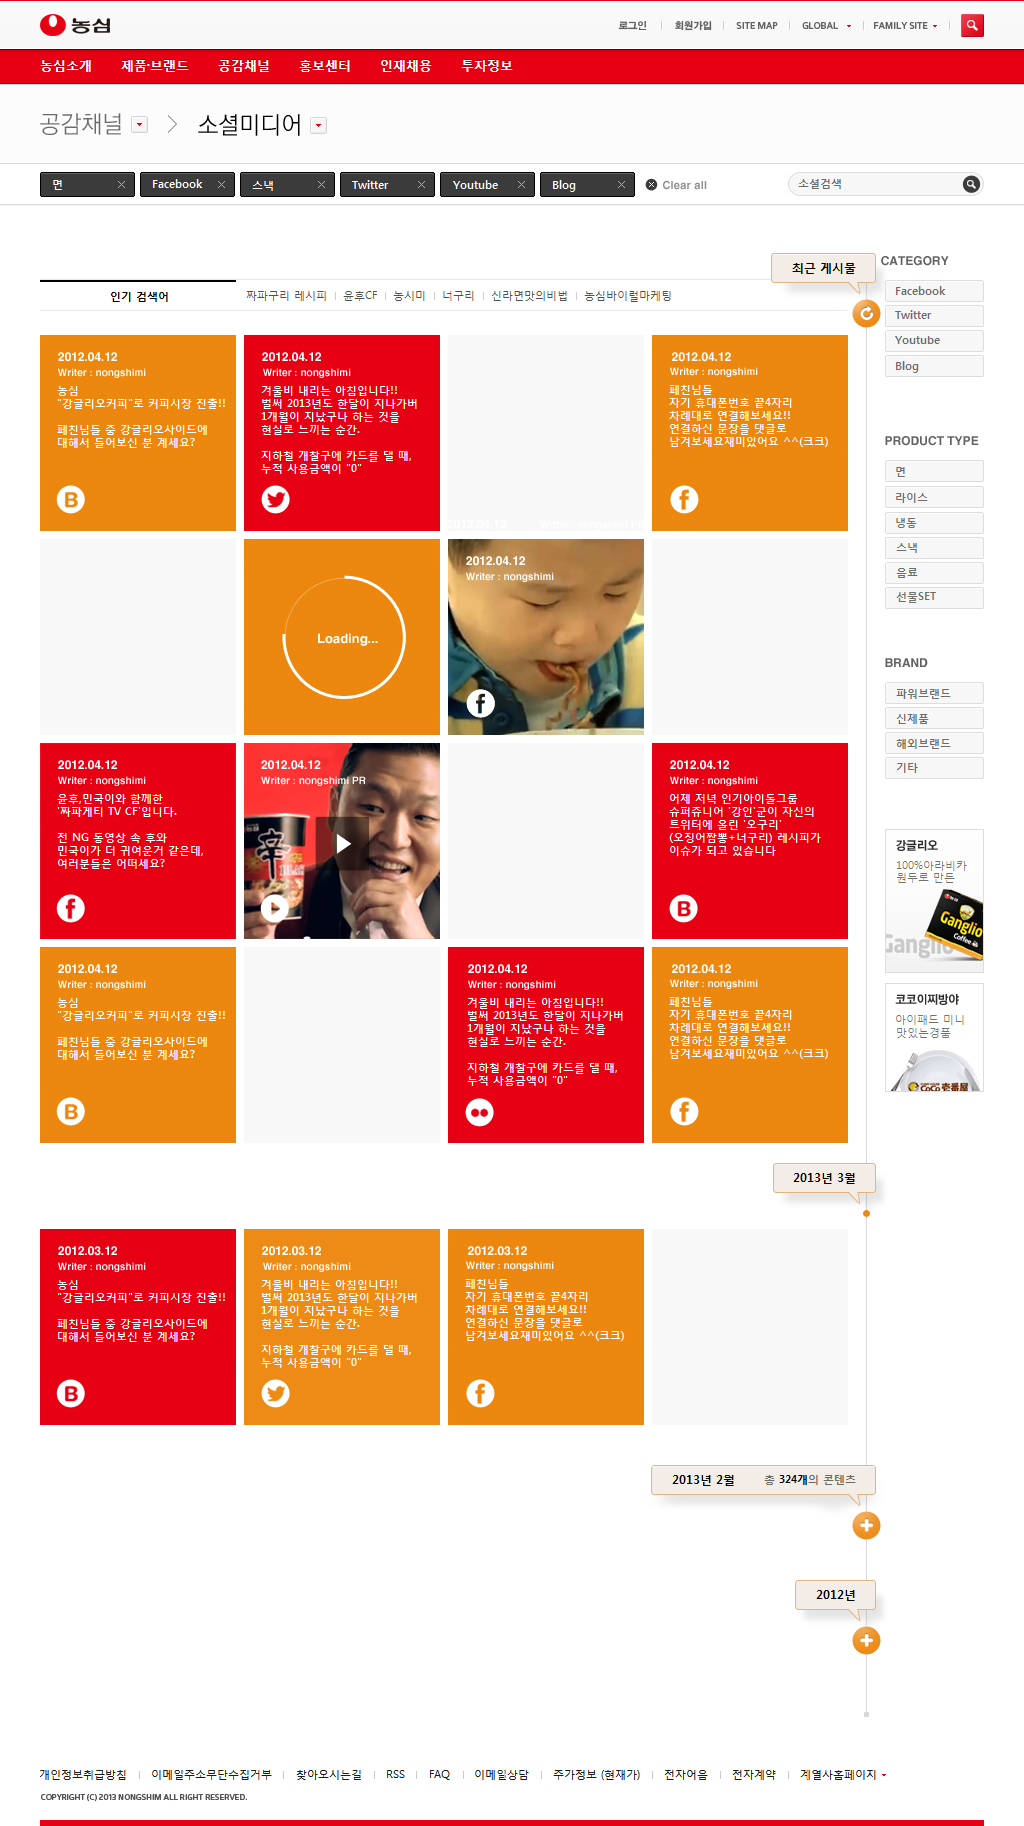 농심
로그인 회원가입 SITE MAP GLOBAL FAMILY SITE
농심소개 제품·브랜드 공감채널 홍보센터 인재채용 투자정보
공감채널 소셜미디어
면 Facebook 스낵 Twitter Youtube Blog Clear all 소셜검색
최근 게시물
인기 검색어 짜파구리 레시피 윤후CF 농시미 너구리 신라면맛의비법 농심바이럴마케팅
2012.04.12
Writer : nongshimi
농심
"강글리오커피"로 커피시장 진출!!
페친님들 중 강글리오사이드에
대해서 들어보신 분 계세요?
2012.04.12
Writer : nongshimi
겨울비 내리는 아침입니다!!
벌써 2013년도 한달이 지나가버
1개월이 지났구나 하는 것을
현실로 느끼는 순간.
지하철 개찰구에 카드를 댈 때,
누적 사용금액이 "0"
2012.04.12
Writer : nongshimi PR
2012.04.12
Writer : nongshimi
페친님들
자기 휴대폰번호 끝4자리
차례대로 연결해보세요!!
연결하신 문장을 댓글로
남겨보세요재미있어요 ^^(크크)
Loading...
2012.04.12
Writer : nongshimi
2012.04.12
Writer : nongshimi
윤후,민국이와 함께한
'짜파게티 TV CF'입니다.
전 NG 동영상 속 후와
민국이가 더 귀여운거 같은데,
여러분들은 어떠세요?
2012.04.12
Writer : nongshimi PR
辛
2012.04.12
Writer : nongshimi
어제 저녁 인기아이돌그룹
슈퍼쥬니어 '강인'군이 자신의
트위터에 올린 '오구리'
(오징어짬뽕+너구리) 레시피가
이슈가 되고 있습니다
2012.04.12
Writer : nongshimi
농심
"강글리오커피"로 커피시장 진출!!
페친님들 중 강글리오사이드에
대해서 들어보신 분 계세요?
2012.04.12
Writer : nongshimi
겨울비 내리는 아침입니다!!
벌써 2013년도 한달이 지나가버
1개월이 지났구나 하는 것을
현실로 느끼는 순간.
지하철 개찰구에 카드를 댈 때,
누적 사용금액이 "0"
2012.04.12
Writer : nongshimi
페친님들
자기 휴대폰번호 끝4자리
차례대로 연결해보세요!!
연결하신 문장을 댓글로
남겨보세요재미있어요 ^^(크크)
2013년 3월
2012.03.12
Writer : nongshimi
농심
"강글리오커피"로 커피시장 진출!!
페친님들 중 강글리오사이드에
대해서 들어보신 분 계세요?
2012.03.12
Writer : nongshimi
겨울비 내리는 아침입니다!!
벌써 2013년도 한달이 지나가버
1개월이 지났구나 하는 것을
현실로 느끼는 순간.
지하철 개찰구에 카드를 댈 때,
누적 사용금액이 "0"
2012.03.12
Writer : nongshimi
페친님들
자기 휴대폰번호 끝4자리
차례대로 연결해보세요!!
연결하신 문장을 댓글로
남겨보세요재미있어요 ^^(크크)
2013년 2월 총 324개의 콘텐츠
2012년
CATEGORY
Facebook
Twitter
Youtube
Blog
PRODUCT TYPE
면
라이스
냉동
스낵
음료
선물SET
BRAND
파워브랜드
신제품
해외브랜드
기타
강글리오
100%아라비카
원두로 만든
Ganglio
Ganglio
Coffee
코코이찌방야
아이패드 미니
맛있는경품
CoCo壱番屋
개인정보취급방침 이메일주소무단수집거부 찾아오시는길 RSS FAQ 이메일상담 주가정보 (현재가) 전자어음 전자계약 계열사홈페이지
COPYRIGHT (C) 2013 NONGSHIM ALL RIGHT RESERVED.